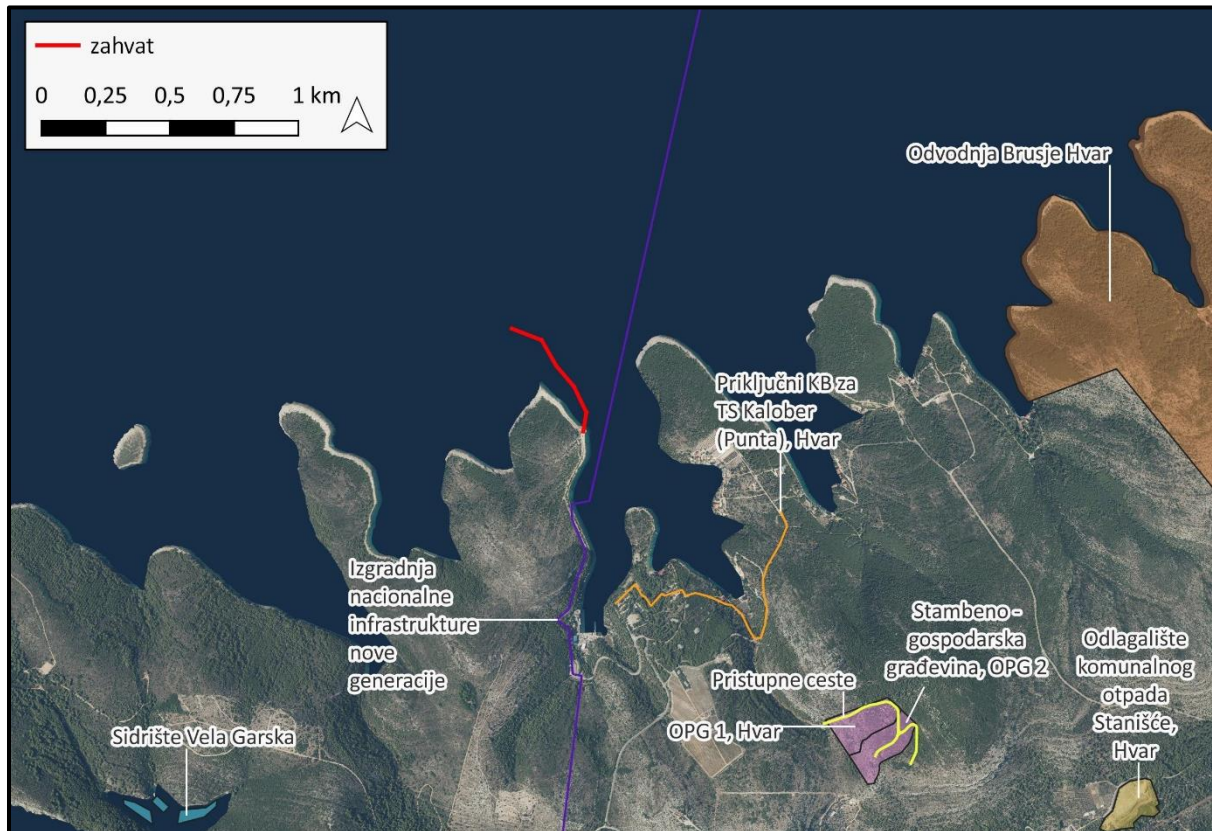 zahvat
0 0,25 0,5 0,75 1 km
Odvodnja Brusje Hvar
Priključni KB za
TS Kalober
(Punta), Hvar
Izgradnja
nacionalne
infrastrukture
nove
generacije
Stambeno -
gospodarska
građevina, OPG 2
Pristupne ceste
OPG 1, Hvar
Odlagalište
komunalnog
otpada
Stanišće,
Hvar
Sidrište Vela Garska